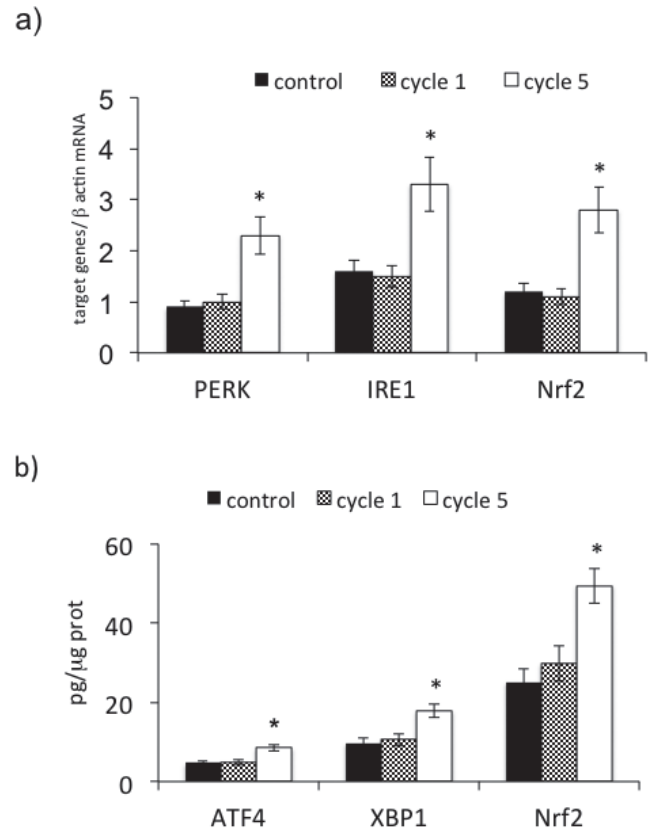 a)
control cycle 1 cycle 5
target genes/ β actin mRNA
5
4
3
2
1
0
*
*
*
PERK IRE1 Nrf2
b)
control cycle 1 cycle 5
pg/µg prot
60
40
20
0
*
*
*
ATF4 XBP1 Nrf2